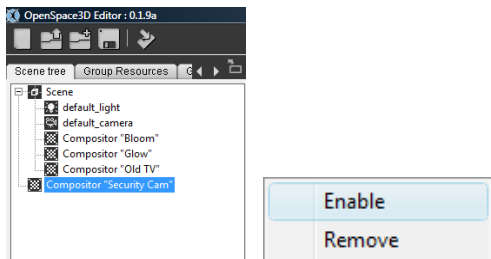 OpenSpace3D Editor : 0.1.9a
Scene tree Group Resources
Scene
default_light
default_camera
Compositor "Bloom"
Compositor "Glow"
Compositor "Old TV"
Compositor "Security Cam"
Enable
Remove